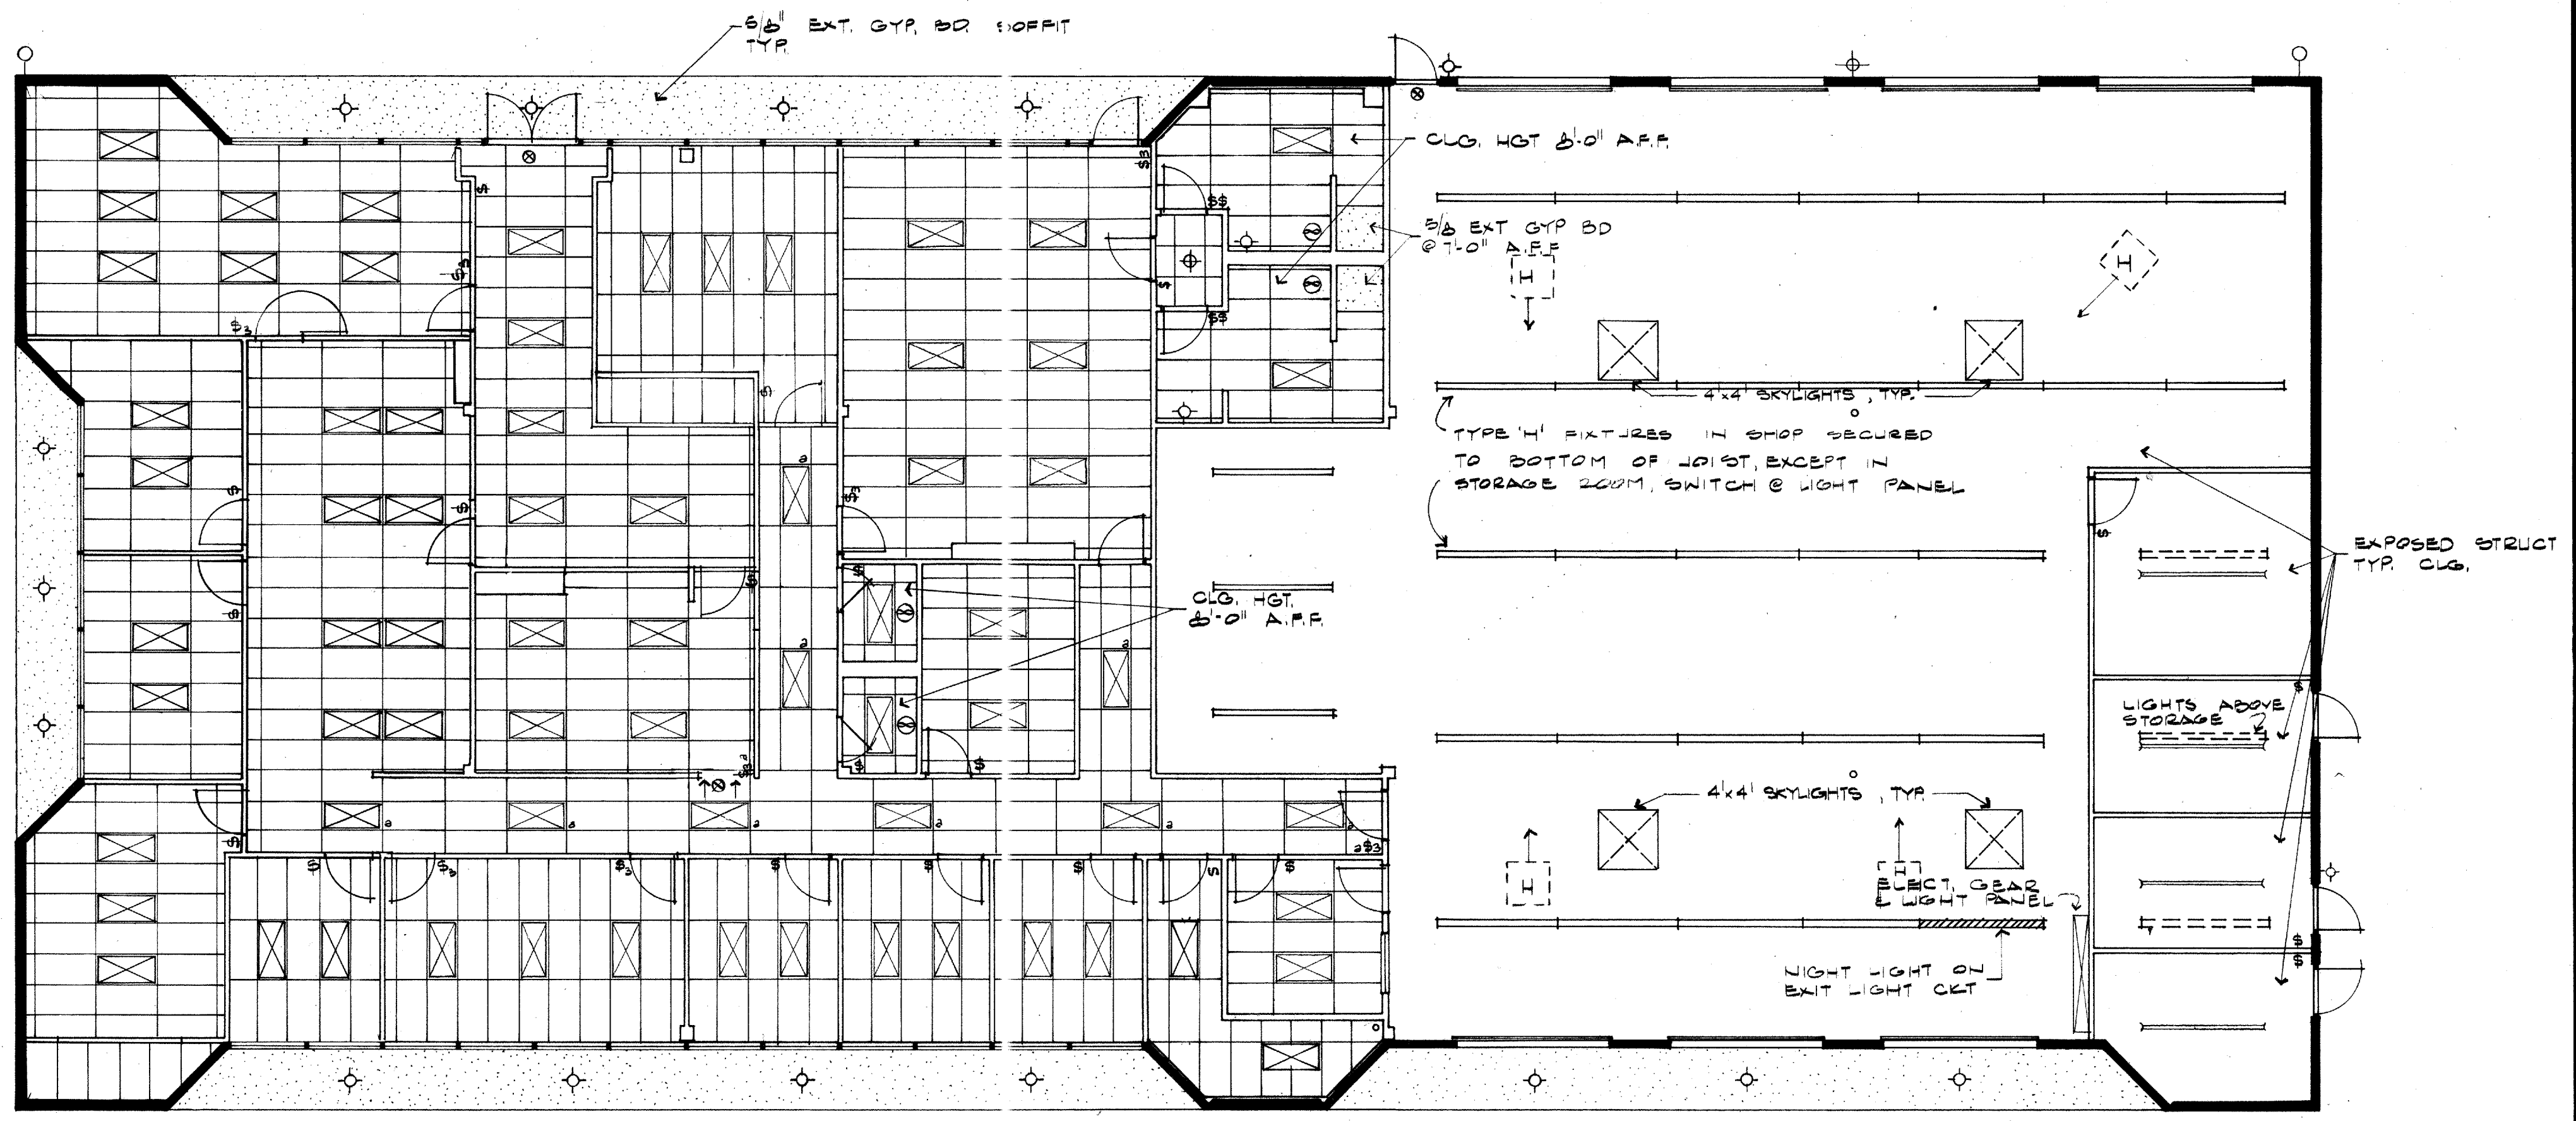 5/8" EXT. GYP. BD. SOFFIT
TYP.
CLG. HGT 8'-0" A.F.F.
5/8 EXT GYP BD
@ 7'-0" A.F.F
H
H
4'x4' SKYLIGHTS, TYP.
TYPE 'H' FIXTURES IN SHOP SECURED
TO BOTTOM OF JOIST, EXCEPT IN
STORAGE ROOM, SWITCH @ LIGHT PANEL
EXPOSED STRUCT
TYP. CLG.
CLG. HGT.
8'-0" A.F.F.
LIGHTS ABOVE
STORAGE
4'x4' SKYLIGHTS, TYP.
H
H
ELECT. GEAR
& LIGHT PANEL
NIGHT LIGHT ON
EXIT LIGHT CKT